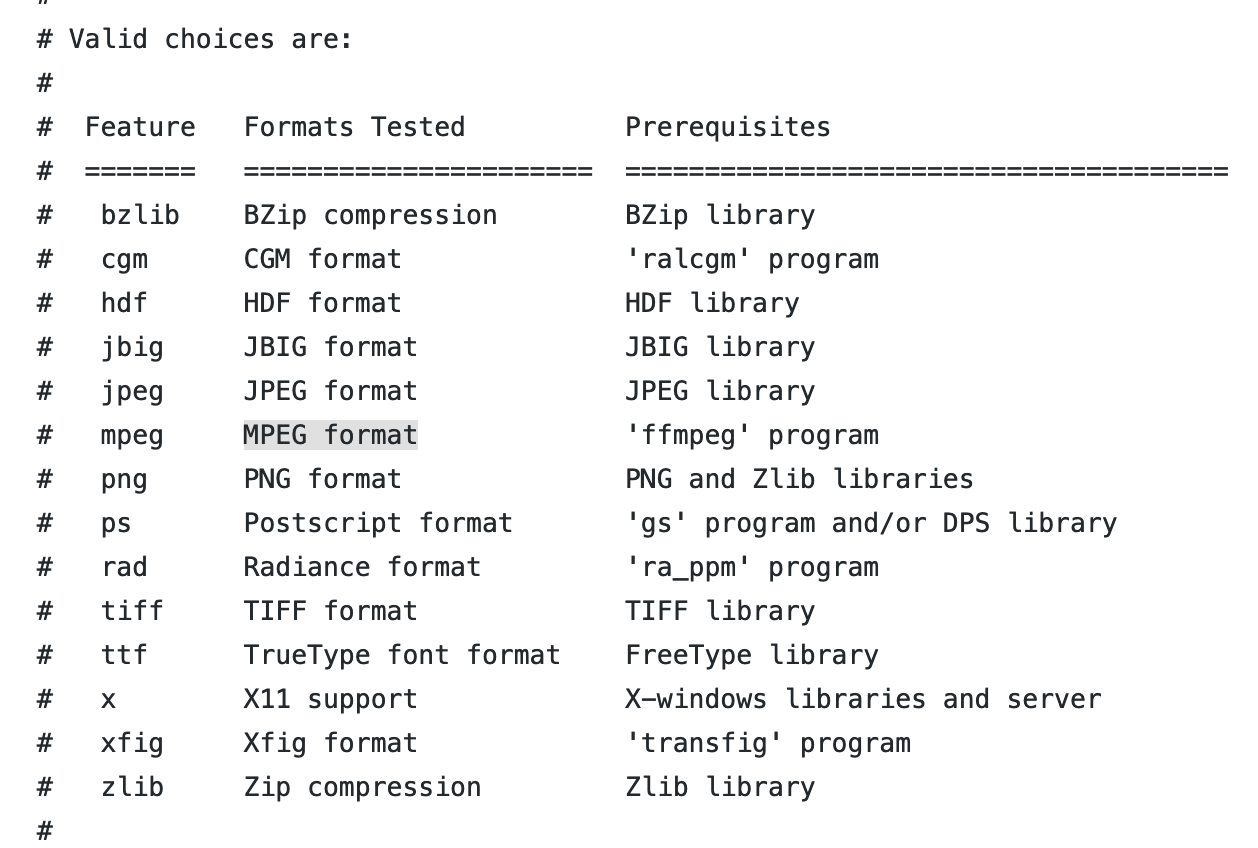 #
# Valid choices are:
#
#  Feature   Formats Tested          Prerequisites
#  =======   ======================  ======================================
#   bzlib    BZip compression        BZip library
#   cgm      CGM format              'ralcgm' program
#   hdf      HDF format              HDF library
#   jbig     JBIG format             JBIG library
#   jpeg     JPEG format             JPEG library
#   mpeg     MPEG format             'ffmpeg' program
#   png      PNG format              PNG and Zlib libraries
#   ps       Postscript format       'gs' program and/or DPS library
#   rad      Radiance format         'ra_ppm' program
#   tiff     TIFF format             TIFF library
#   ttf      TrueType font format    FreeType library
#   x        X11 support             X-windows libraries and server
#   xfig     Xfig format             'transfig' program
#   zlib     Zip compression         Zlib library
#